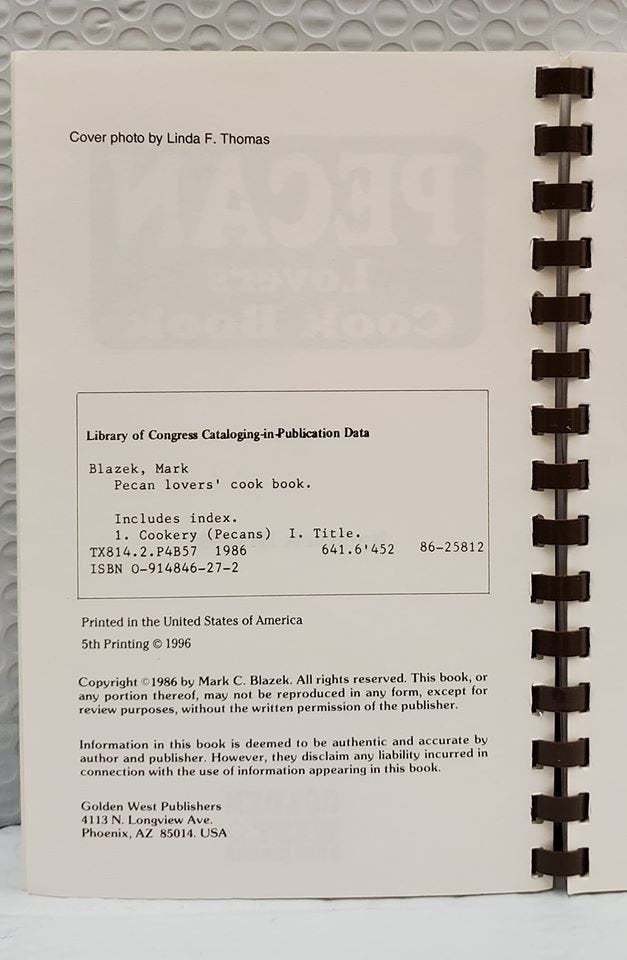 Cover photo by Linda F. Thomas
PECAN
Lovers
Cook Book
Library of Congress Cataloging-in-Publication Data
Blazek, Mark
Pecan lovers' cook book.
Includes index.
1. Cookery (Pecans) I. Title.
TX814.2.P4B57 1986 641.6'452 86-25812
ISBN 0-914846-27-2
Printed in the United States of America
5th Printing © 1996
Copyright ©1986 by Mark C. Blazek. All rights reserved. This book, or
any portion thereof, may not be reproduced in any form, except for
review purposes, without the written permission of the publisher.
Information in this book is deemed to be authentic and accurate by
author and publisher. However, they disclaim any liability incurred in
connection with the use of information appearing in this book.
Golden West Publishers
4113 N. Longview Ave.
Phoenix, AZ 85014. USA